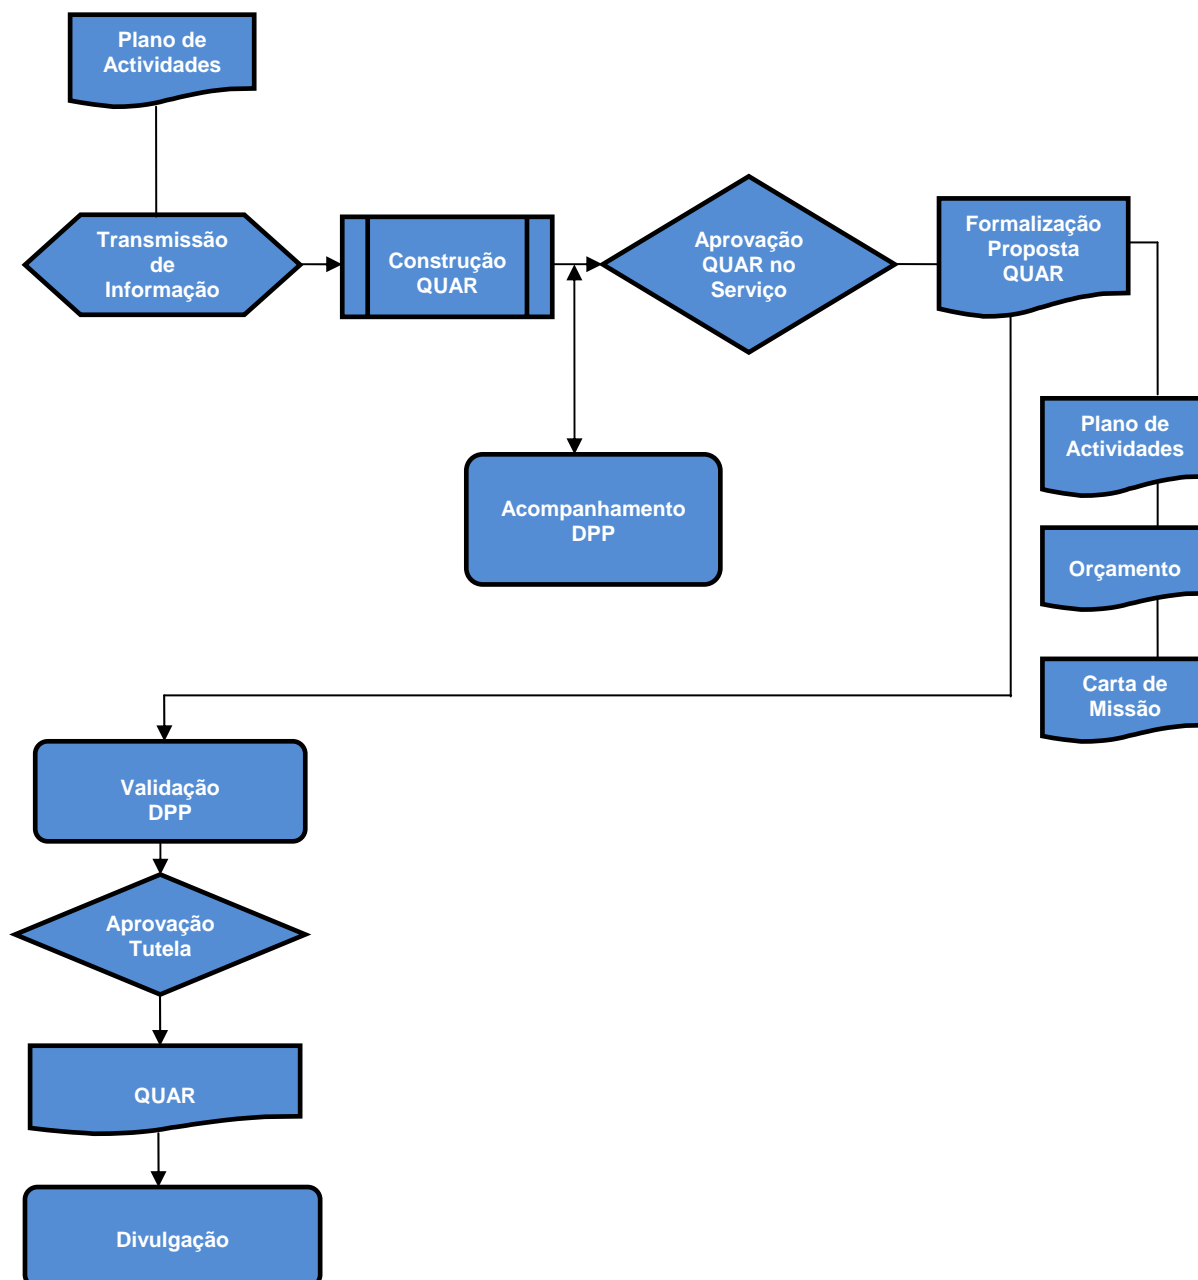 Plano de
Actividades
Transmissão
de
Informação
Construção
QUAR
Aprovação
QUAR no
Serviço
Formalização
Proposta
QUAR
Plano de
Actividades
Acompanhamento
DPP
Orçamento
Carta de
Missão
Validação
DPP
Aprovação
Tutela
QUAR
Divulgação